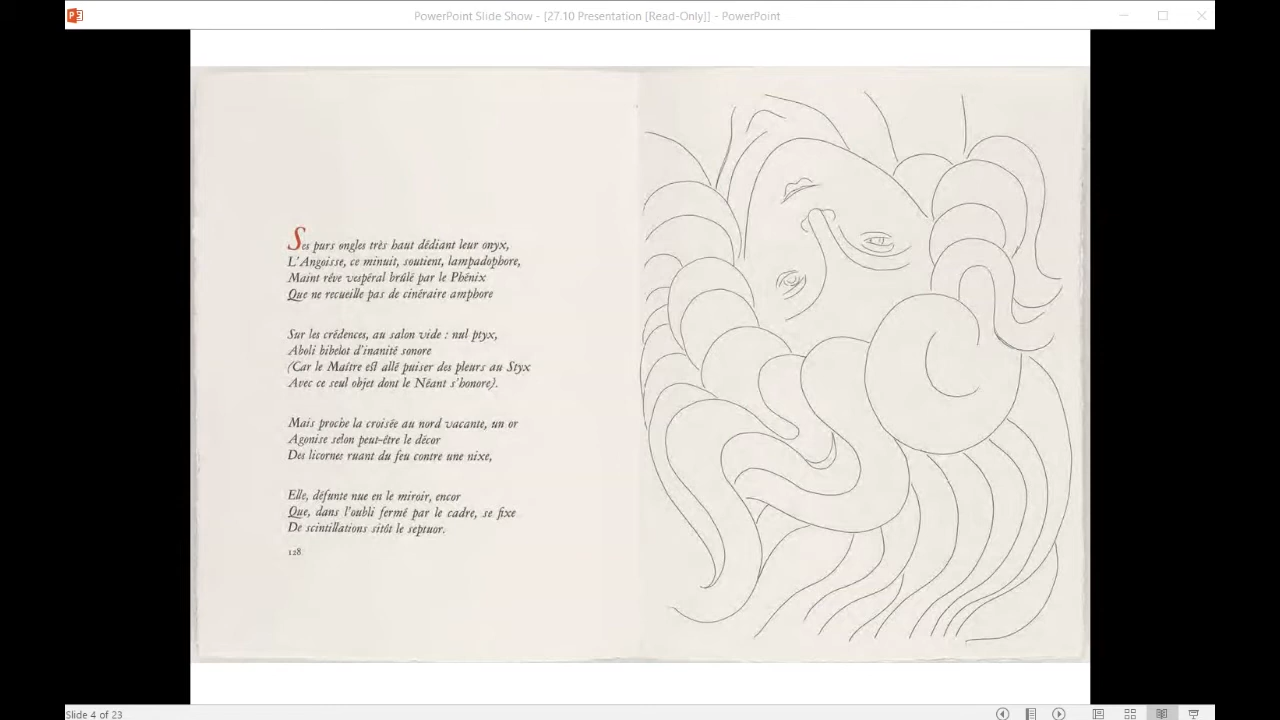 PowerPoint Slide Show - [27.10 Presentation [Read-Only]] - PowerPoint
Ses purs ongles très haut dédiant leur onyx,
L'Angoisse, ce minuit, soutient, lampadophore,
Maint rêve vespéral brûlé par le Phénix
Que ne recueille pas de cinéraire amphore
Sur les crédences, au salon vide : nul ptyx,
Aboli bibelot d'inanité sonore
(Car le Maître est allé puiser des pleurs au Styx
Avec ce seul objet dont le Néant s'honore).
Mais proche la croisée au nord vacante, un or
Agonise selon peut-être le décor
Des licornes ruant du feu contre une nixe,
Elle, défunte nue en le miroir, encor
Que, dans l'oubli fermé par le cadre, se fixe
De scintillations sitôt le septuor.
128
Slide 4 of 23